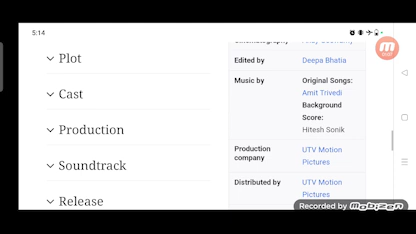 5:14
Plot
Cast
Production
Soundtrack
Release
Edited by Deepa Bhatia
Music by Original Songs:
Amit Trivedi
Background
Score:
Hitesh Sonik
Production UTV Motion
company Pictures
Distributed by UTV Motion
Pictures
Recorded by MOBIZEN